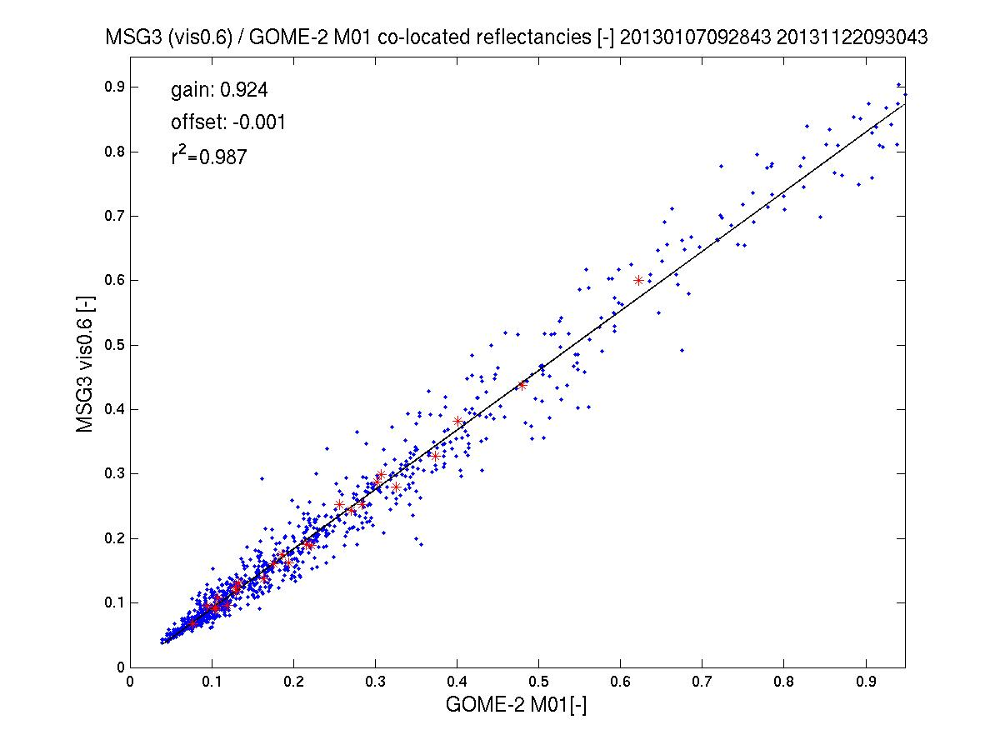 MSG3 (vis0.6) / GOME-2 M01 co-located reflectancies [-] 20130107092843 20131122093043
gain: 0.924
offset: -0.001
r²=0.987
0.9
0.8
0.7
0.6
0.5
0.4
0.3
0.2
0.1
0
MSG3 vis0.6 [-]
0 0.1 0.2 0.3 0.4 0.5 0.6 0.7 0.8 0.9
GOME-2 M01[-]